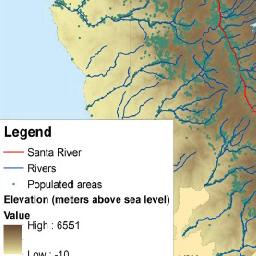 Legend
Santa River
Rivers
Populated areas
Elevation (meters above sea level)
Value
High : 6551
Low : -10